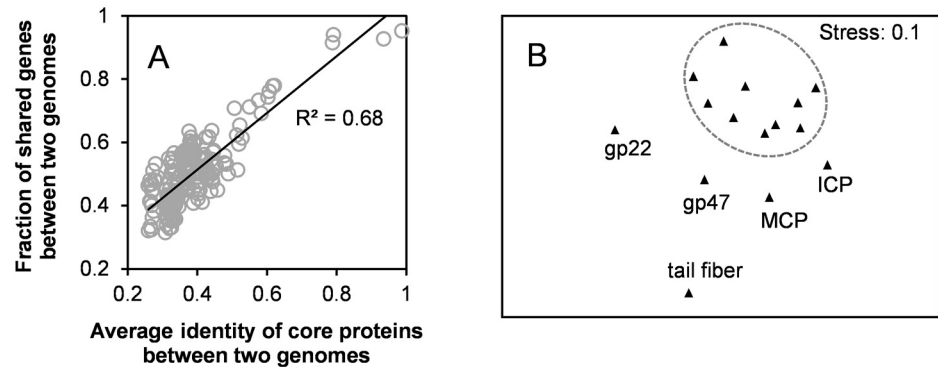 A
1
0.8
0.6
0.4
0.2
0.2
0.4
0.6
0.8
1
R² = 0.68
Fraction of shared genes
between two genomes
Average identity of core proteins
between two genomes
B
Stress: 0.1
gp22
gp47
ICP
MCP
tail fiber